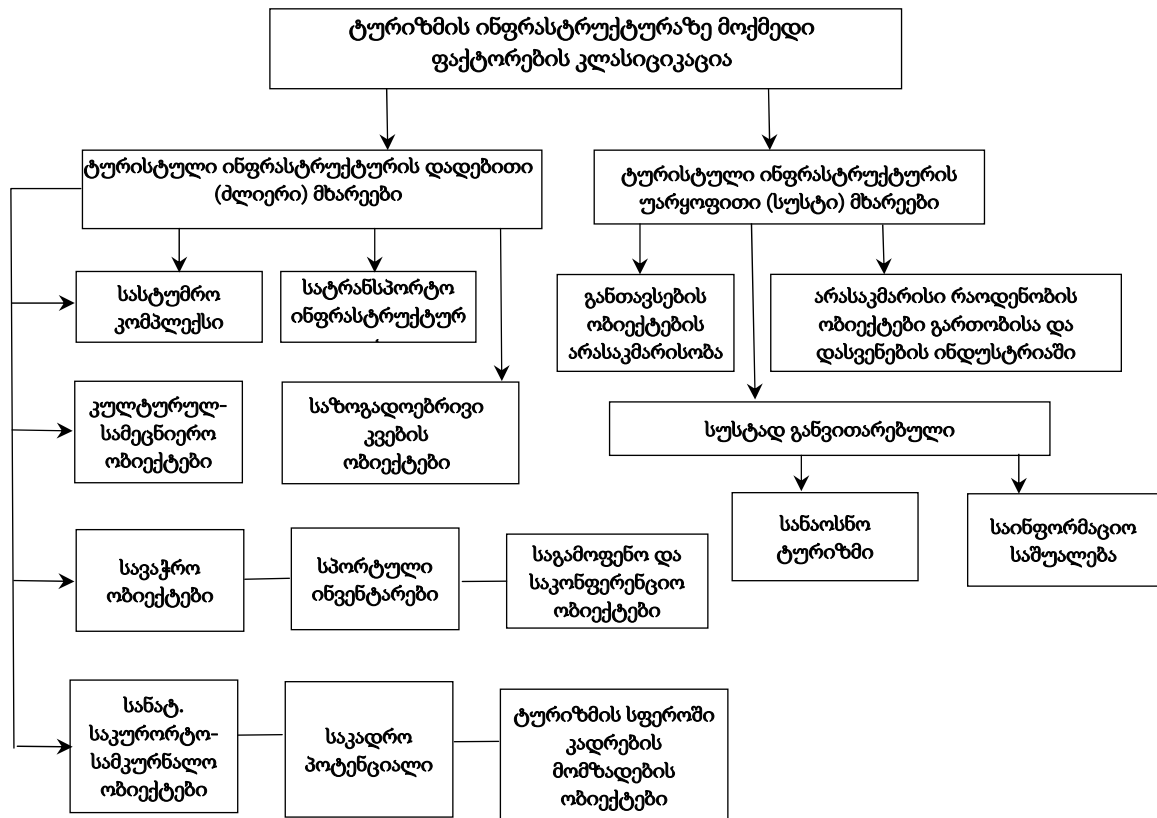 ტურიზმის ინფრასტრუქტურაზე მოქმედი
ფაქტორების კლასიციკაცია
ტურისტული ინფრასტრუქტურის დადებითი
(ძლიერი) მხარეები
ტურისტული ინფრასტრუქტურის
უარყოფითი (სუსტი) მხარეები
სასტუმრო
კომპლექსი
სატრანსპორტო
ინფრასტრუქტურ
განთავსების
ობიექტების
არასაკმარისობა
არასაკმარისი რაოდენობის
ობიექტები გართობისა და
დასვენების ინდუსტრიაში
კულტურულ-
სამეცნიერო
ობიექტები
საზოგადოებრივი
კვების
ობიექტები
სუსტად განვითარებული
სანაოსნო
ტურიზმი
საინფორმაციო
საშუალება
სავაჭრო
ობიექტები
სპორტული
ინვენტარები
საგამოფენო და
საკონფერენციო
ობიექტები
სანატ.
საკურორტო-
სამკურნალო
ობიექტები
საკადრო
პოტენციალი
ტურიზმის სფეროში
კადრების
მომზადების
ობიექტები